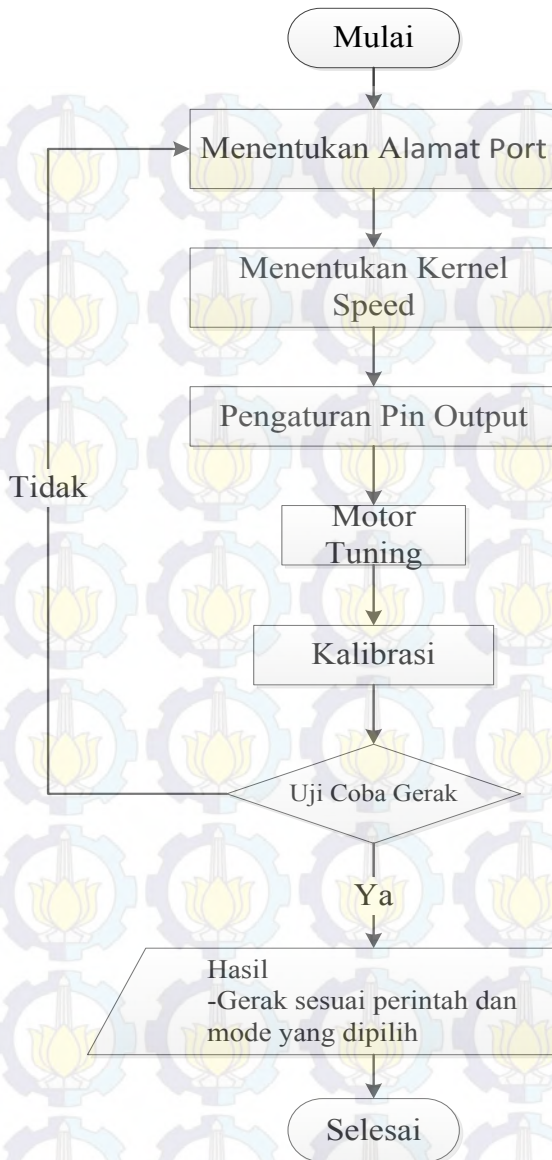 Mulai
Menentukan Alamat Port
Menentukan Kernel
Speed
Pengaturan Pin Output
Tidak
Motor
Tuning
Kalibrasi
Uji Coba Gerak
Ya
Hasil
-Gerak sesuai perintah dan
mode yang dipilih
Selesai